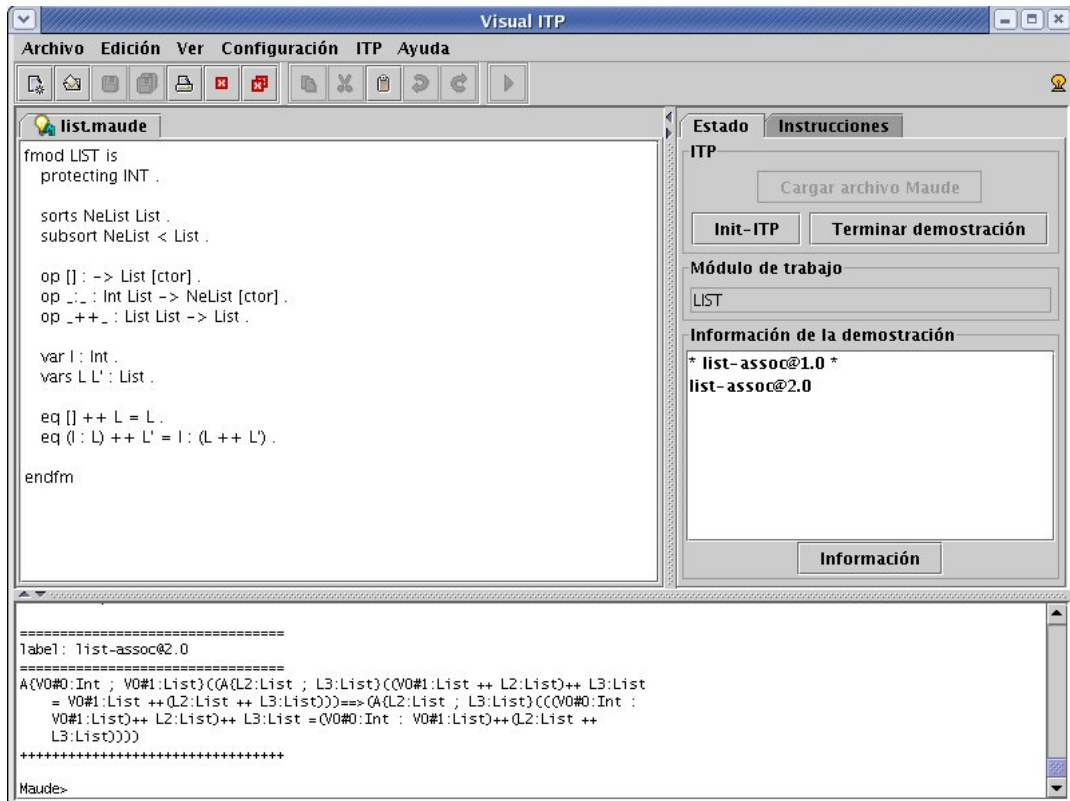 Visual ITP
Archivo Edición Ver Configuración ITP Ayuda
list.maude
fmod LIST is
protecting INT .
sorts NeList List .
subsort NeList < List .
op [] : -> List [ctor] .
op _:_ : Int List -> NeList [ctor] .
op _++_ : List List -> List .
var I : Int .
vars L L' : List .
eq [] ++ L = L .
eq (I : L) ++ L' = I : (L ++ L') .
endfm
Estado Instrucciones
ITP
Cargar archivo Maude
Init-ITP Terminar demostración
Módulo de trabajo
LIST
Información de la demostración
* list-assoc@1.0 *
list-assoc@2.0
Información
=================================
label: list-assoc@2.0
=================================
A{V0#0:Int ; V0#1:List}((A{L2:List ; L3:List}((V0#1:List ++ L2:List)++ L3:List
= V0#1:List ++(L2:List ++ L3:List)))==>(A{L2:List ; L3:List}(((V0#0:Int :
V0#1:List)++ L2:List)++ L3:List =(V0#0:Int : V0#1:List)++(L2:List ++
L3:List))))
+++++++++++++++++++++++++++++++++
Maude>